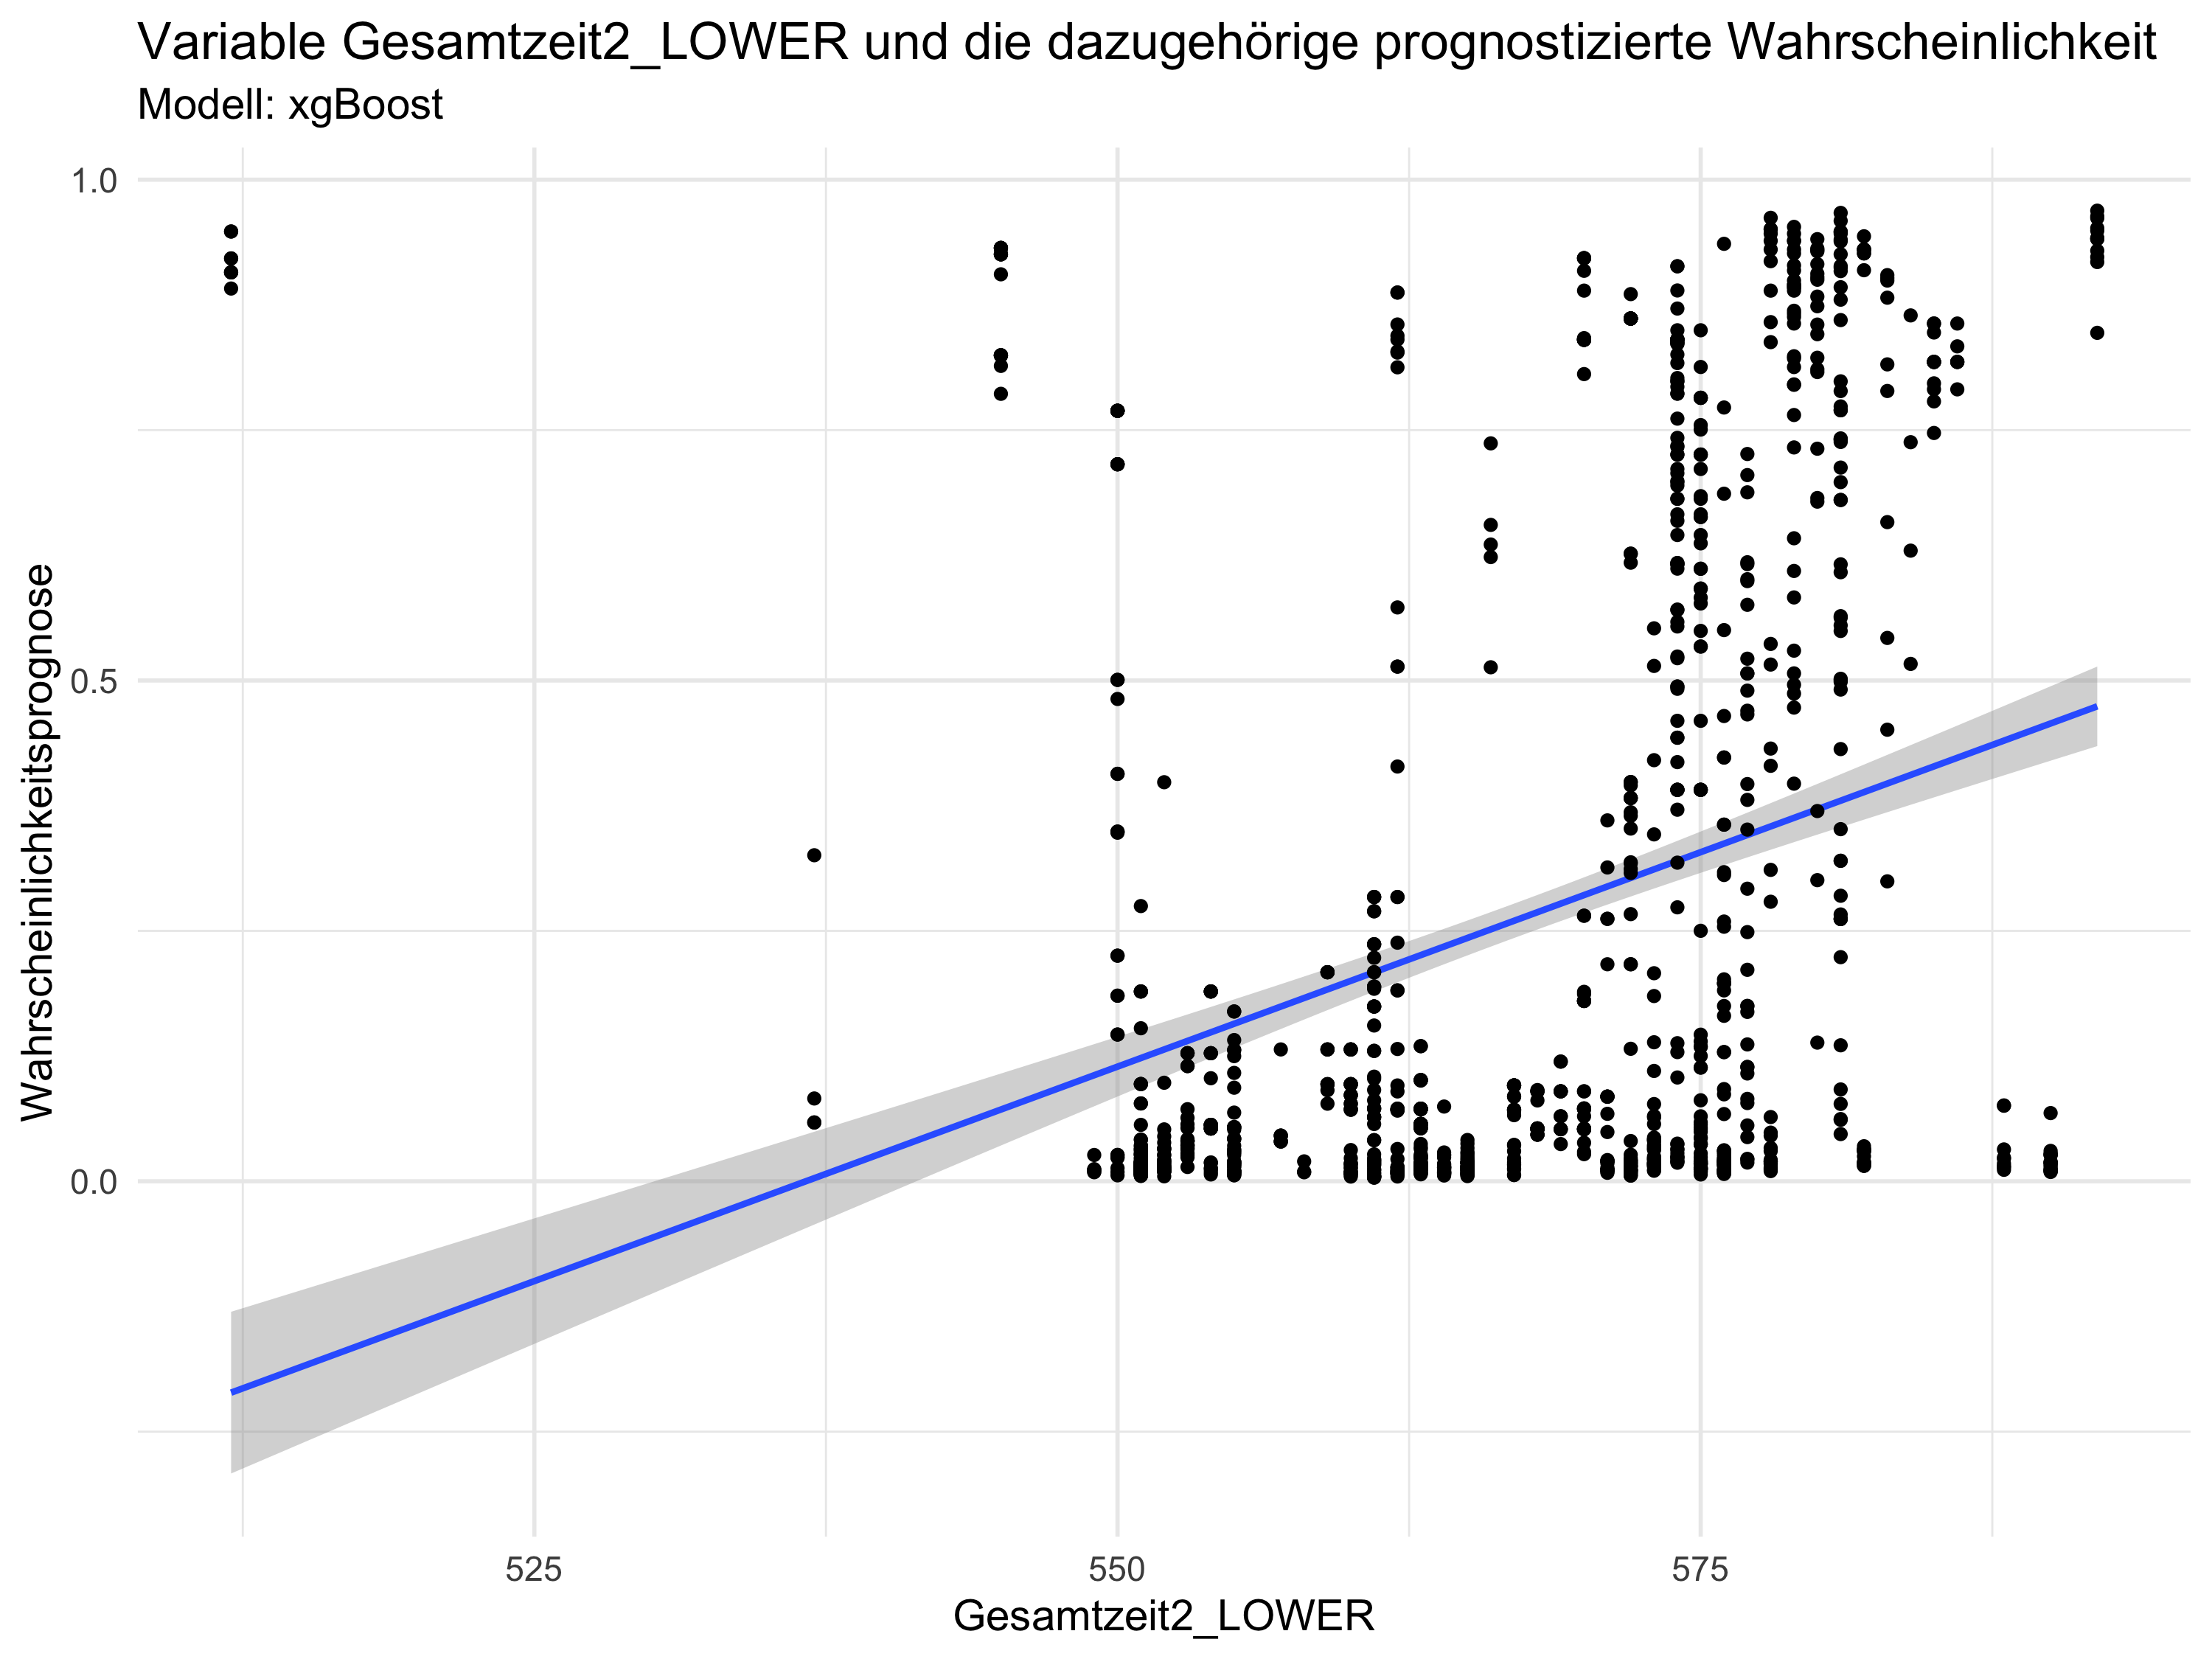 Variable Gesamtzeit2_LOWER und die dazugehörige prognostizierte Wahrscheinlichkeit
Modell: xgBoost
Wahrscheinlichkeitsprognose
1.0
0.5
0.0
525
550
575
Gesamtzeit2_LOWER